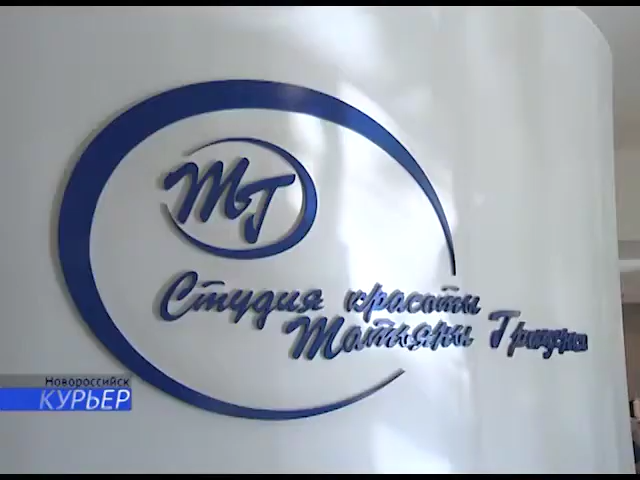 ТГ
Студия красоты
Татьяны
Новороссийск
КУРЬЕР